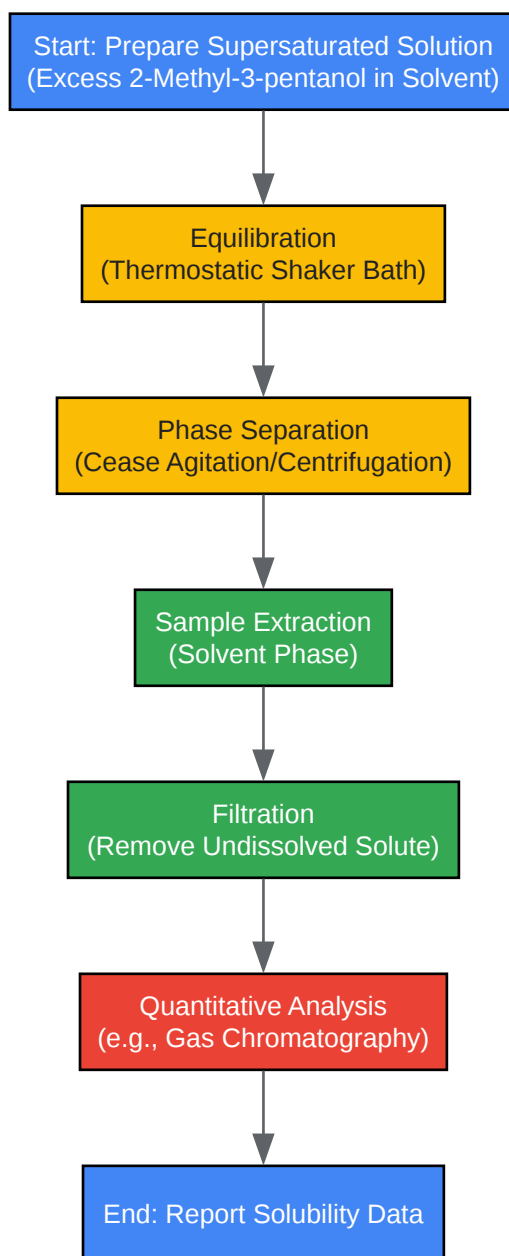 Start: Prepare Supersaturated Solution
(Excess 2-Methyl-3-pentanol in Solvent)
Equilibration
(Thermostatic Shaker Bath)
Phase Separation
(Cease Agitation/Centrifugation)
Sample Extraction
(Solvent Phase)
Filtration
(Remove Undissolved Solute)
Quantitative Analysis
(e.g., Gas Chromatography)
End: Report Solubility Data